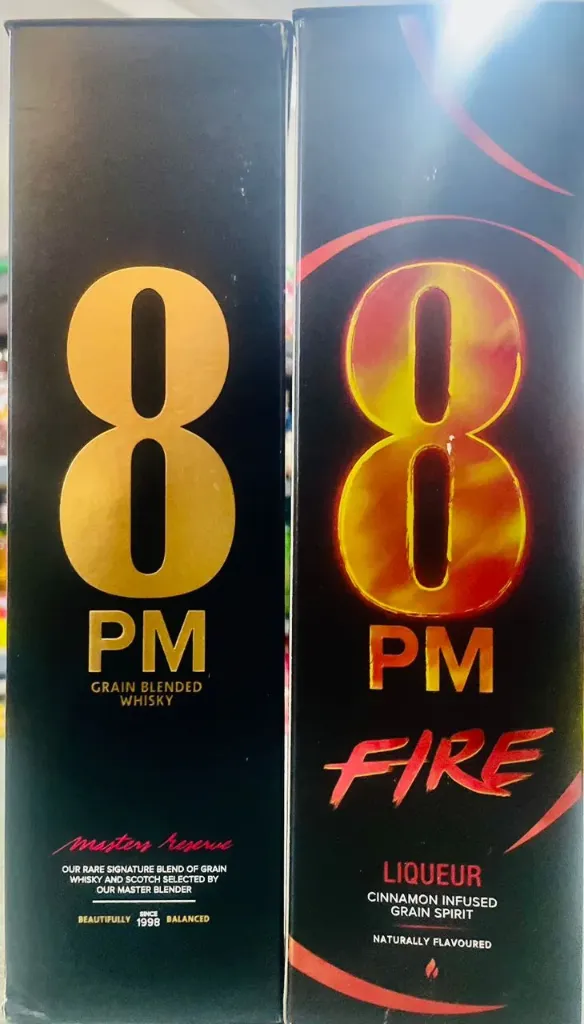 8
PM
GRAIN BLENDED
WHISKY
masters reserve
OUR RARE SIGNATURE BLEND OF GRAIN
WHISKY AND SCOTCH SELECTED BY
OUR MASTER BLENDER
BEAUTIFULLY SINCE 1998 BALANCED
8
PM
FIRE
LIQUEUR
CINNAMON INFUSED
GRAIN SPIRIT
NATURALLY FLAVOURED